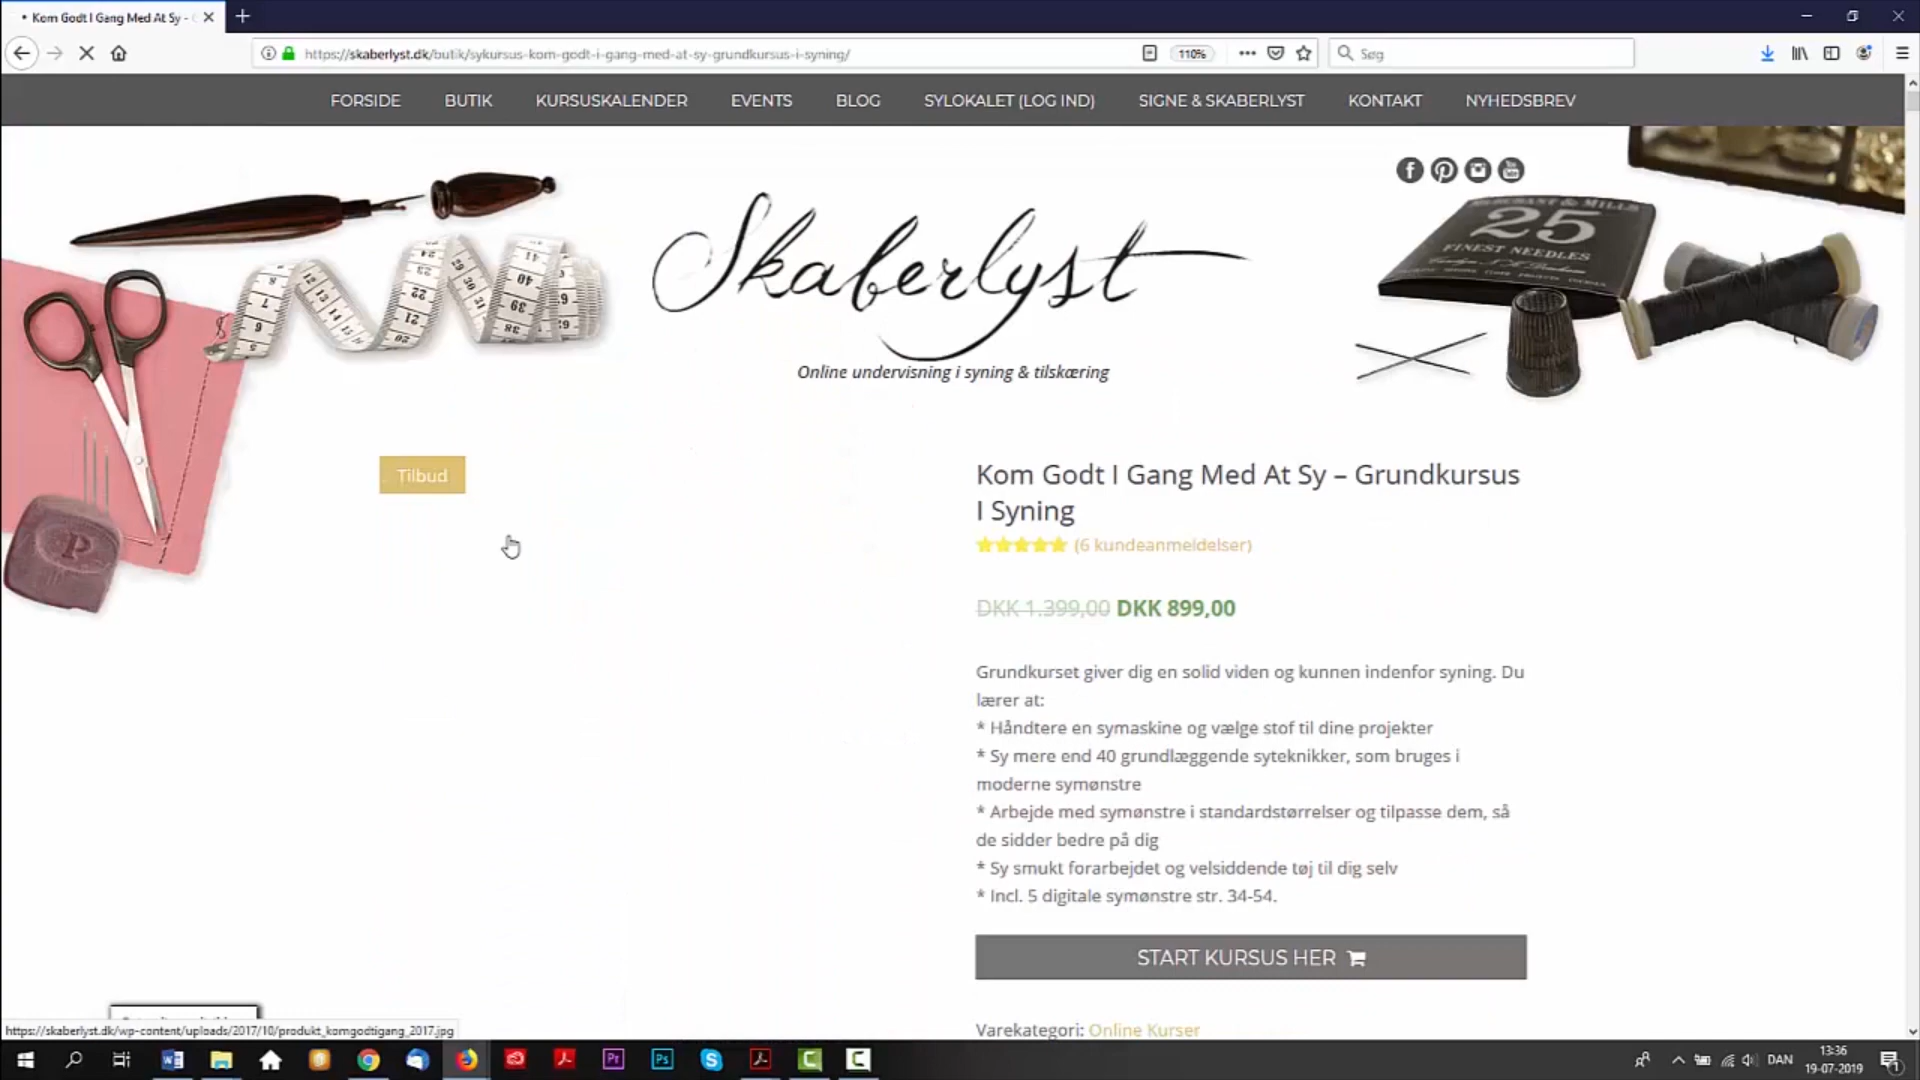 Kom Godt I Gang Med At Sy -
https://skaberlyst.dk/butik/sykursus-kom-godt-i-gang-med-at-sy-grundkursus-i-syning/
110%
Søg
FORSIDE BUTIK KURSUSKALENDER EVENTS BLOG SYLOKALET (LOG IND) SIGNE & SKABERLYST KONTAKT NYHEDSBREV
Skaberlyst
Online undervisning i syning & tilskæring
MERCHANT & MILLS
25
FINEST NEEDLES
Tilbud
Kom Godt I Gang Med At Sy – Grundkursus
I Syning
(6 kundeanmeldelser)
DKK 1.399,00 DKK 899,00
Grundkurset giver dig en solid viden og kunnen indenfor syning. Du
lærer at:
* Håndtere en symaskine og vælge stof til dine projekter
* Sy mere end 40 grundlæggende syteknikker, som bruges i
moderne symønstre
* Arbejde med symønstre i standardstørrelser og tilpasse dem, så
de sidder bedre på dig
* Sy smukt forarbejdet og velsiddende tøj til dig selv
* Incl. 5 digitale symønstre str. 34-54.
START KURSUS HER
Varekategori: Online Kurser
https://skaberlyst.dk/wp-content/uploads/2017/10/produkt_komgodtigang_2017.jpg
DAN
13:36
19-07-2019